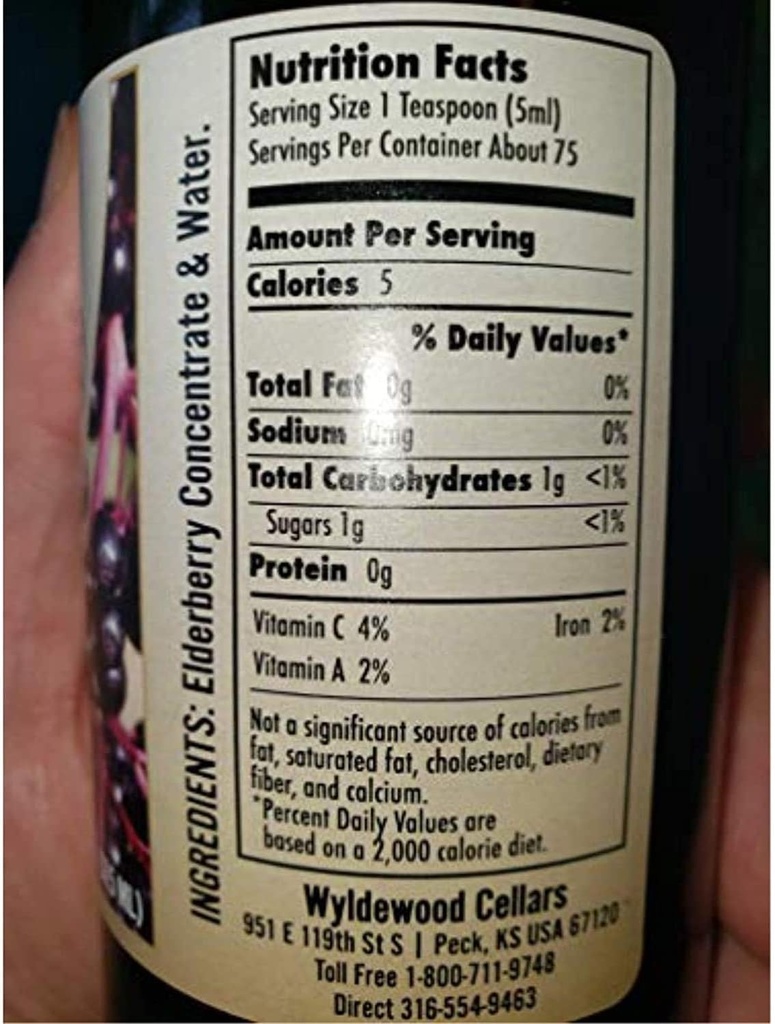 INGREDIENTS: Elderberry Concentrate & Water.
Nutrition Facts
Serving Size 1 Teaspoon (5ml)
Servings Per Container About 75
Amount Per Serving
Calories 5
% Daily Values*
Total Fat 0g 0%
Sodium 0mg 0%
Total Carbohydrates 1g <1%
Sugars 1g <1%
Protein 0g
Vitamin C 4% Iron 2%
Vitamin A 2%
Not a significant source of calories from
fat, saturated fat, cholesterol, dietary
fiber, and calcium.
*Percent Daily Values are
based on a 2,000 calorie diet.
Wyldewood Cellars
951 E 119th St S | Peck, KS USA 67120
Toll Free 1-800-711-9748
Direct 316-554-9463